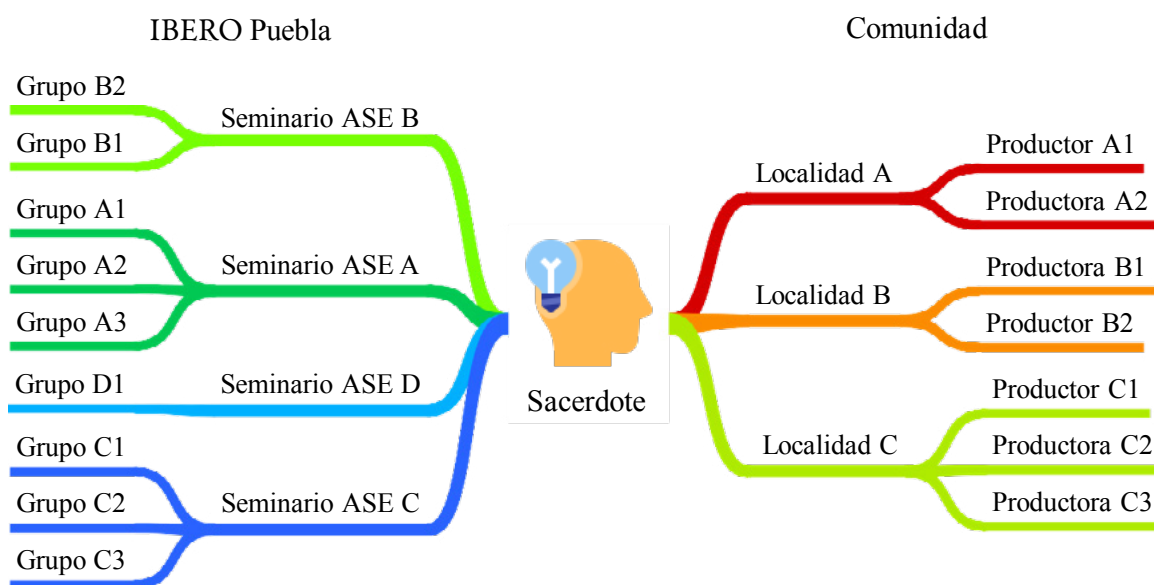 IBERO Puebla
Grupo B2
Grupo B1
Seminario ASE B
Grupo A1
Grupo A2
Grupo A3
Seminario ASE A
Grupo D1
Seminario ASE D
Grupo C1
Grupo C2
Grupo C3
Seminario ASE C
Sacerdote
Comunidad
Localidad A
Productor A1
Productora A2
Localidad B
Productora B1
Productor B2
Localidad C
Productor C1
Productora C2
Productora C3